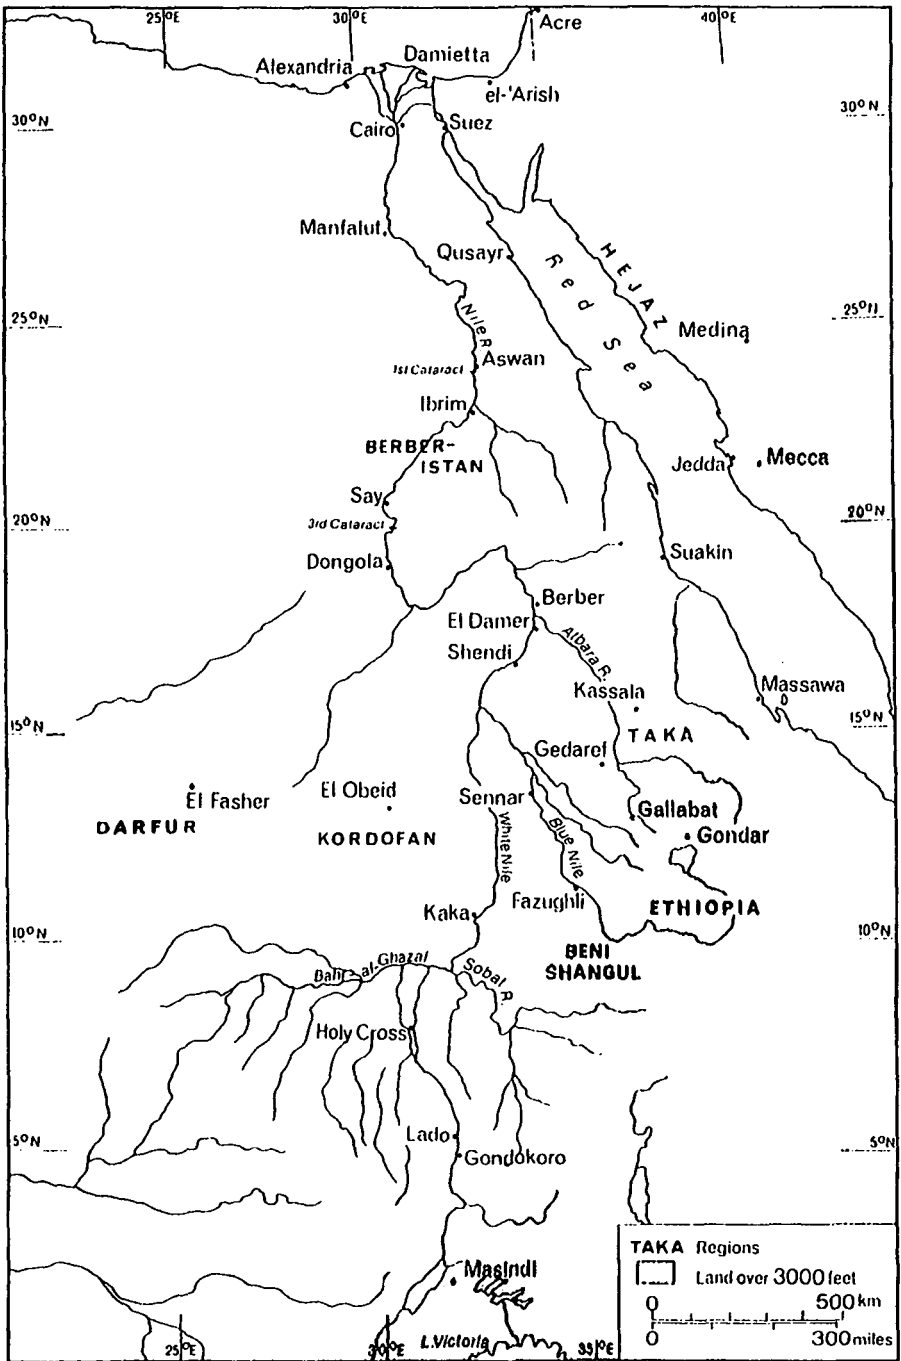 25°E
30°E
40°E
Acre
Damietta
Alexandria
el-'Arish
30°N
30°N
Cairo
Suez
Manfalut
Qusayr
HEJAZ
Red Sea
25°N
25°N
Nile R.
Medina
Aswan
1st Cataract
Ibrim
BERBER-
ISTAN
Jedda
Mecca
Say
20°N
20°N
3rd Cataract
Dongola
Suakin
Berber
El Damer
Atbara R.
Shendi
Kassala
Massawa
15°N
15°N
TAKA
Gedaref
El Fasher
El Obeid
Sennar
Gallabat
DARFUR
KORDOFAN
White Nile
Blue Nile
Gondar
Fazughli
ETHIOPIA
Kaka
10°N
10°N
BENI
SHANGUL
Bahr al-Ghazal
Sobat R.
Holy Cross
Lado
5°N
5°N
Gondokoro
TAKA Regions
Masindi
Land over 3000 feet
0 500 km
0 300 miles
L. Victoria
25°E
30°E